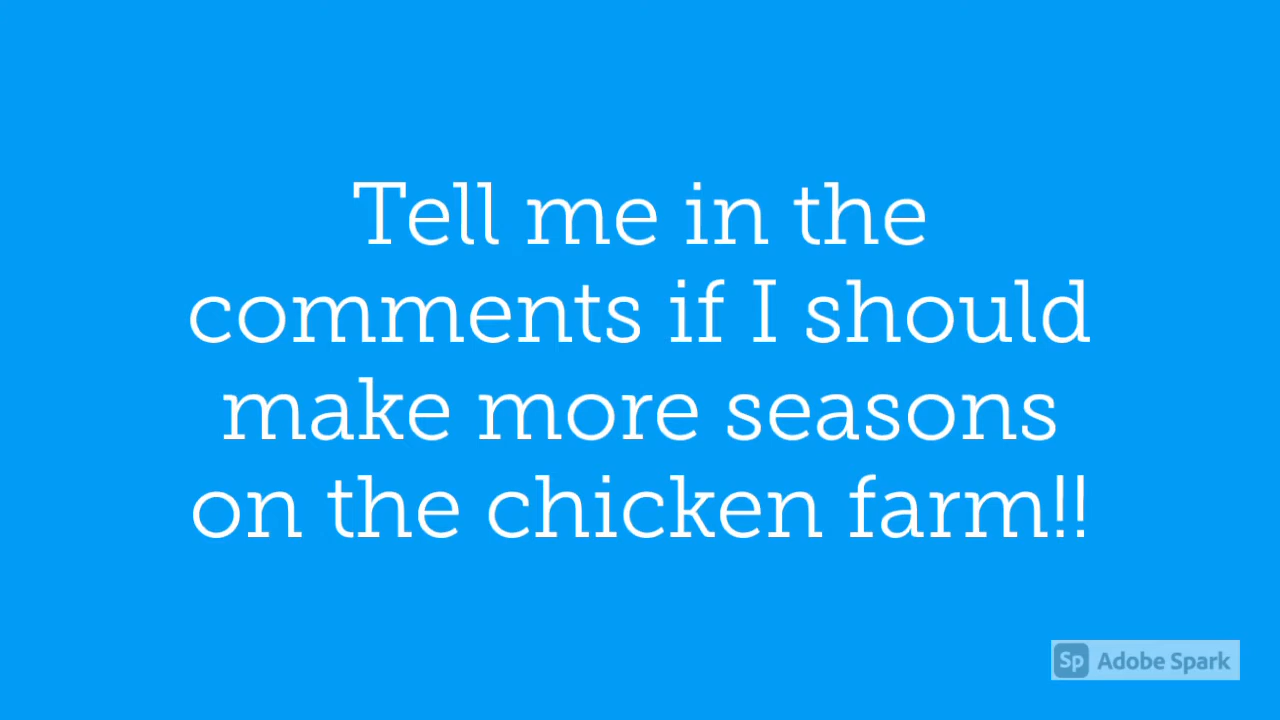 Tell me in the
comments if I should
make more seasons
on the chicken farm!!
Sp Adobe Spark